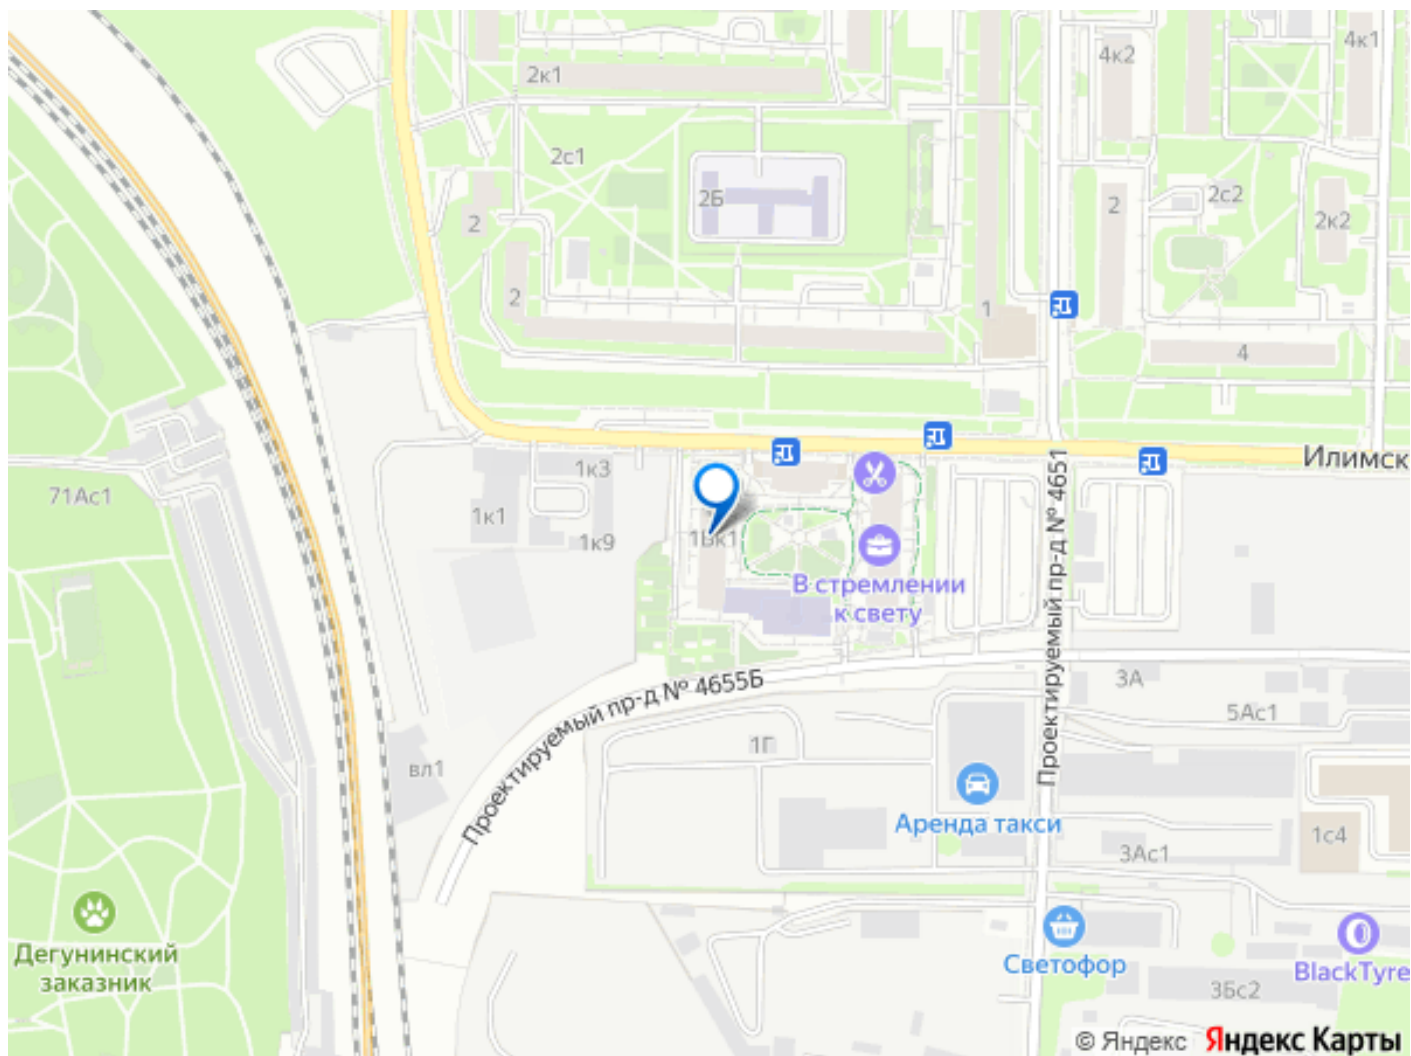 4к2
4к1
2к1
2с1
2Б
2
2с2
2к2
2
2
1
4
Илимск
1к3
71Ас1
1к1
1к9
1Вк1
В стремлении
к свету
Проектируемый пр-д № 4651
Проектируемый пр-д № 4655Б
3А
5Ас1
1Г
вл1
Аренда такси
1с4
3Ас1
Дегунинский
заказник
Светофор
BlackTyre
3Бс2
© Яндекс Яндекс Карты